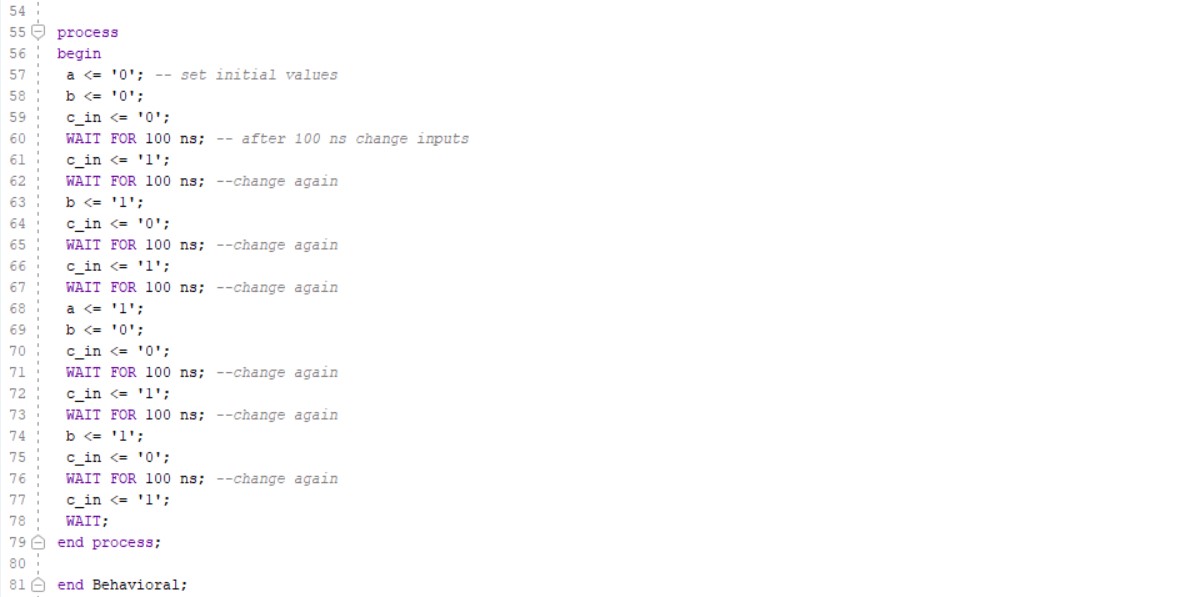 54
55 process
56 begin
57 a <= '0'; -- set initial values
58 b <= '0';
59 c_in <= '0';
60 WAIT FOR 100 ns; -- after 100 ns change inputs
61 c_in <= '1';
62 WAIT FOR 100 ns; --change again
63 b <= '1';
64 c_in <= '0';
65 WAIT FOR 100 ns; --change again
66 c_in <= '1';
67 WAIT FOR 100 ns; --change again
68 a <= '1';
69 b <= '0';
70 c_in <= '0';
71 WAIT FOR 100 ns; --change again
72 c_in <= '1';
73 WAIT FOR 100 ns; --change again
74 b <= '1';
75 c_in <= '0';
76 WAIT FOR 100 ns; --change again
77 c_in <= '1';
78 WAIT;
79 end process;
80
81 end Behavioral;